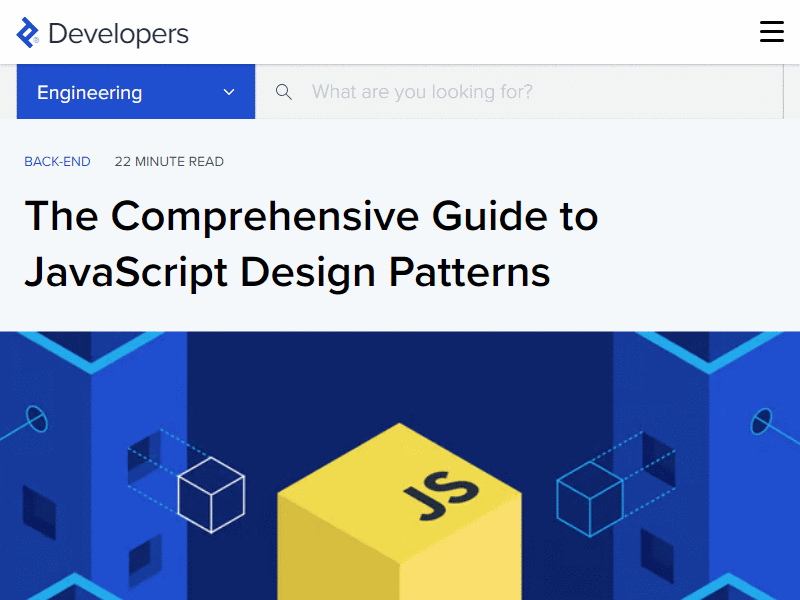 Developers
Engineering
What are you looking for?
BACK-END 22 MINUTE READ
The Comprehensive Guide to
JavaScript Design Patterns
JS